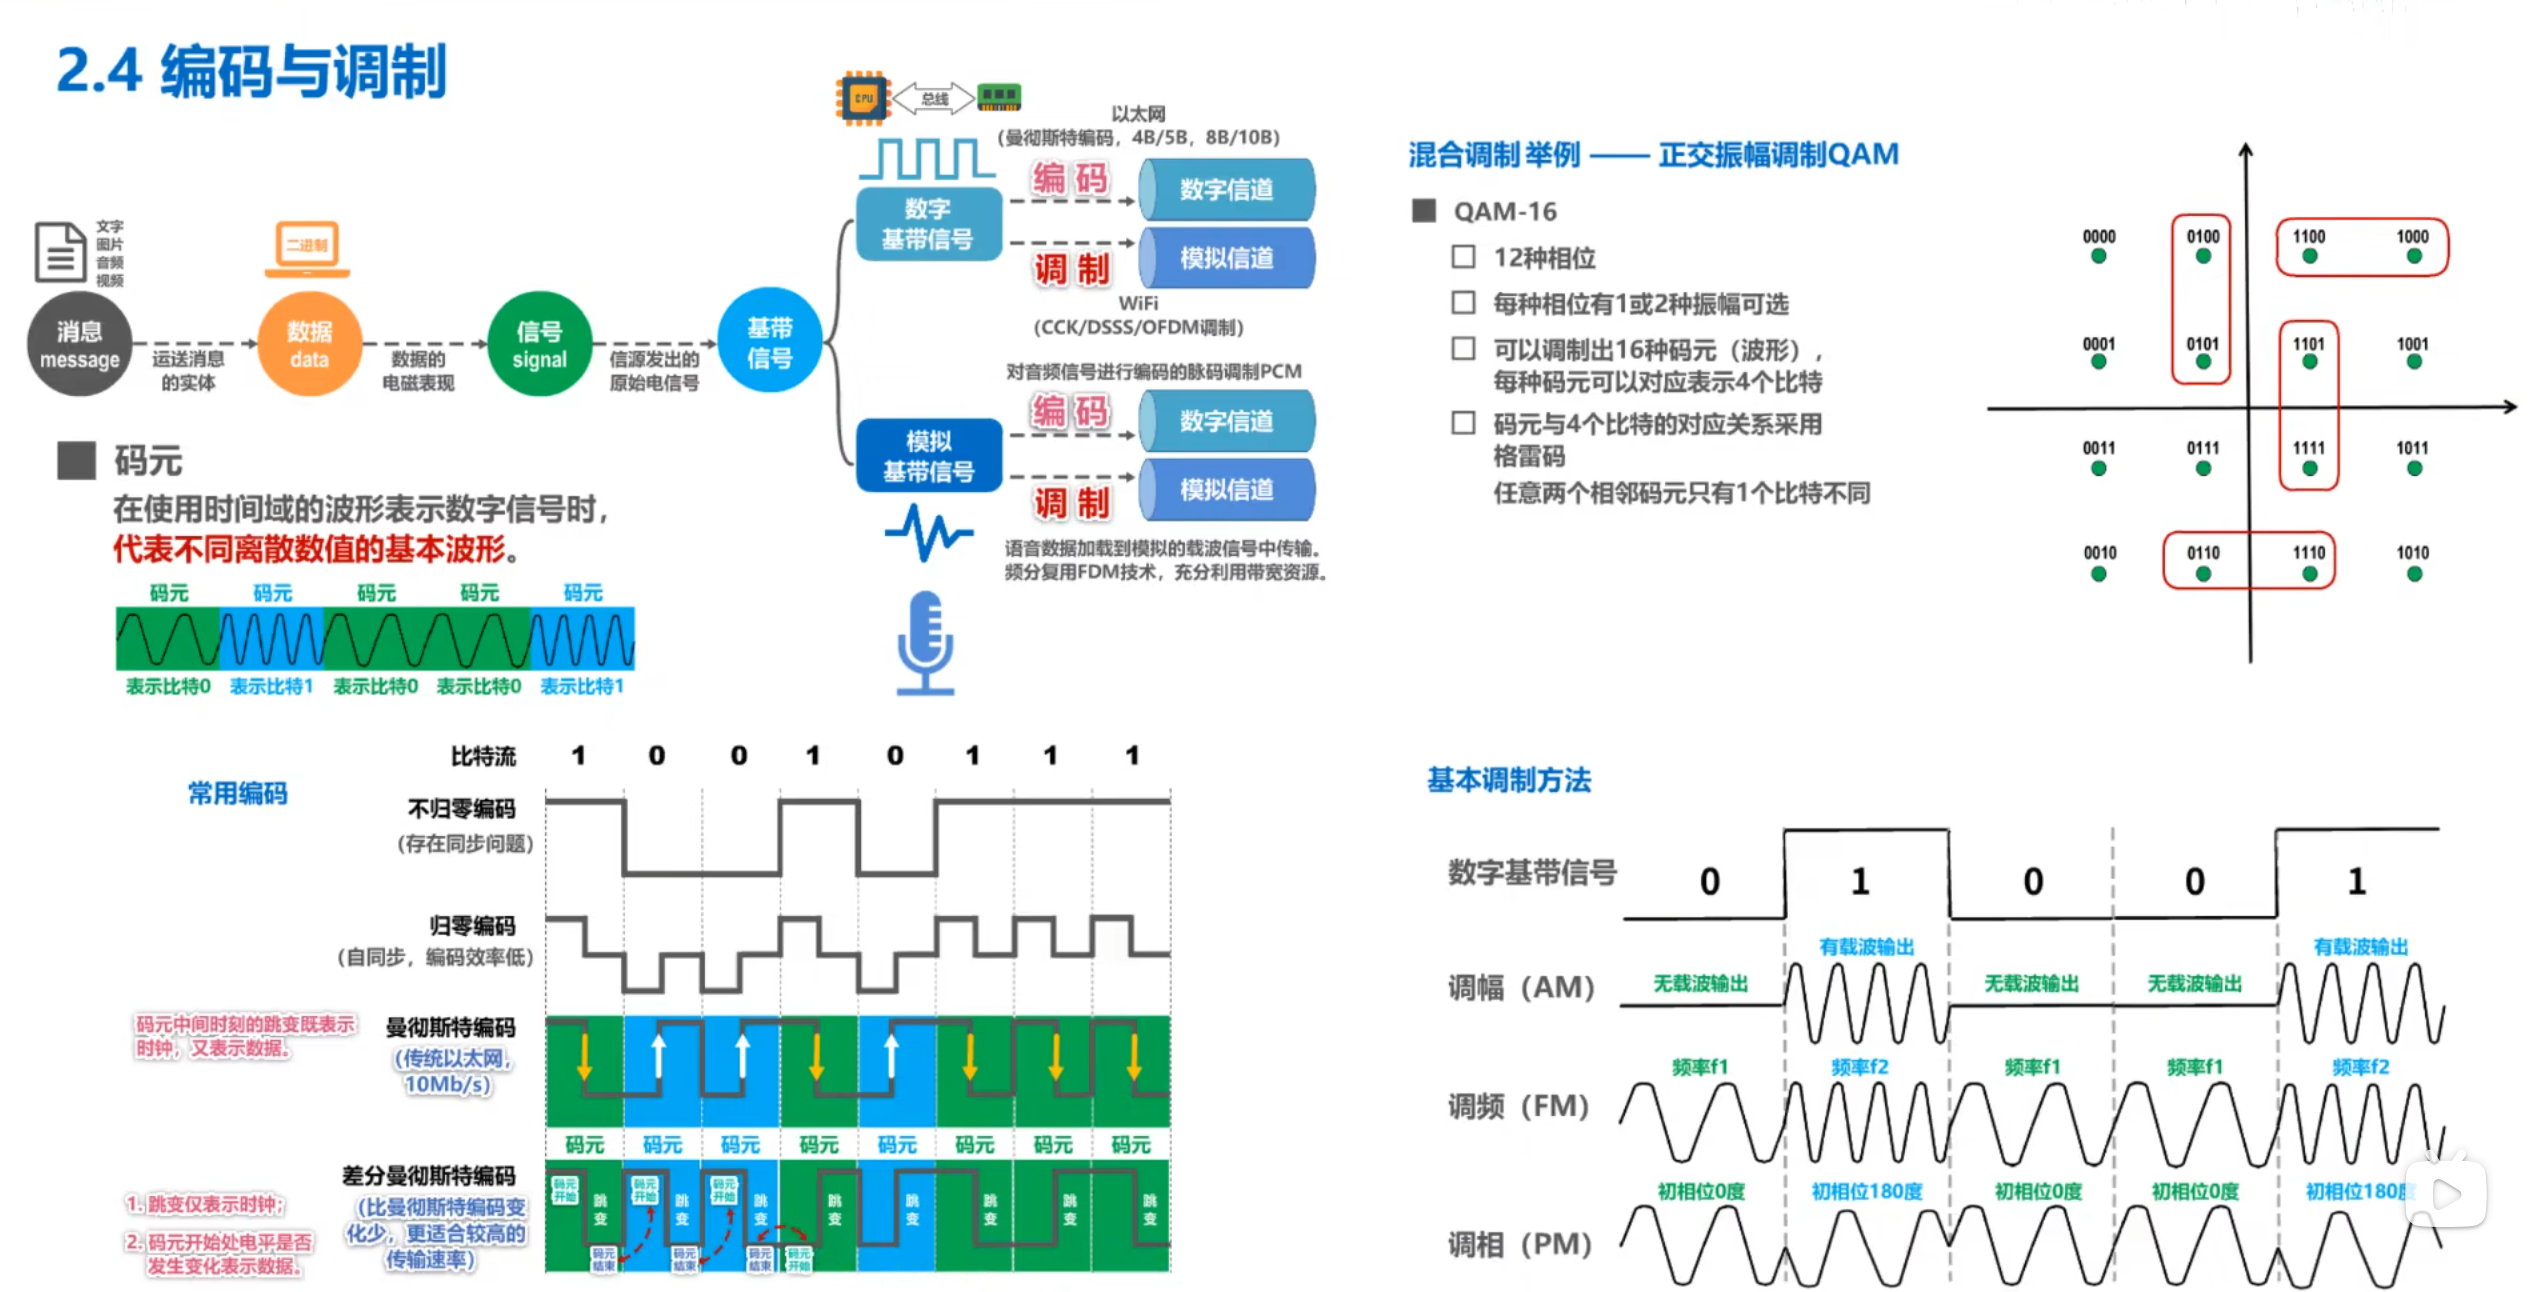 2.4 编码与调制
文字
图片
音频
视频
消息
message
运送消息
的实体
二进制
数据
data
数据的
电磁表现
信号
signal
信源发出的
原始电信号
基带
信号
CPU
总线
数字
基带信号
以太网
(曼彻斯特编码，4B/5B，8B/10B)
编码
数字信道
调制
模拟信道
WiFi
(CCK/DSSS/OFDM调制)
对音频信号进行编码的脉码调制PCM
模拟
基带信号
编码
数字信道
调制
模拟信道
语音数据加载到模拟的载波信号中传输。
频分复用FDM技术，充分利用带宽资源。
码元
在使用时间域的波形表示数字信号时，
代表不同离散数值的基本波形。
码元 码元 码元 码元 码元
表示比特0 表示比特1 表示比特0 表示比特0 表示比特1
混合调制 举例 —— 正交振幅调制QAM
QAM-16
12种相位
每种相位有1或2种振幅可选
可以调制出16种码元（波形），
每种码元可以对应表示4个比特
码元与4个比特的对应关系采用
格雷码
任意两个相邻码元只有1个比特不同
0000 0100 1100 1000
0001 0101 1101 1001
0011 0111 1111 1011
0010 0110 1110 1010
常用编码
比特流 1 0 0 1 0 1 1 1
不归零编码
(存在同步问题)
归零编码
(自同步，编码效率低)
码元中间时刻的跳变既表示
时钟，又表示数据。
曼彻斯特编码
(传统以太网，
10Mb/s)
码元 码元 码元 码元 码元 码元 码元 码元
差分曼彻斯特编码
(比曼彻斯特编码变
化少，更适合较高的
传输速率)
1. 跳变仅表示时钟；
2. 码元开始处电平是否
发生变化表示数据。
码元
开始
跳
变
码元
结束
码元
开始
跳
变
码元
结束
码元
开始
跳
变
码元
结束
码元
开始
跳
变
跳
变
跳
变
跳
变
跳
变
基本调制方法
数字基带信号 0 1 0 0 1
调幅（AM）
无载波输出 有载波输出 无载波输出 无载波输出 有载波输出
调频（FM）
频率f1 频率f2 频率f1 频率f1 频率f2
调相（PM）
初相位0度 初相位180度 初相位0度 初相位0度 初相位180度